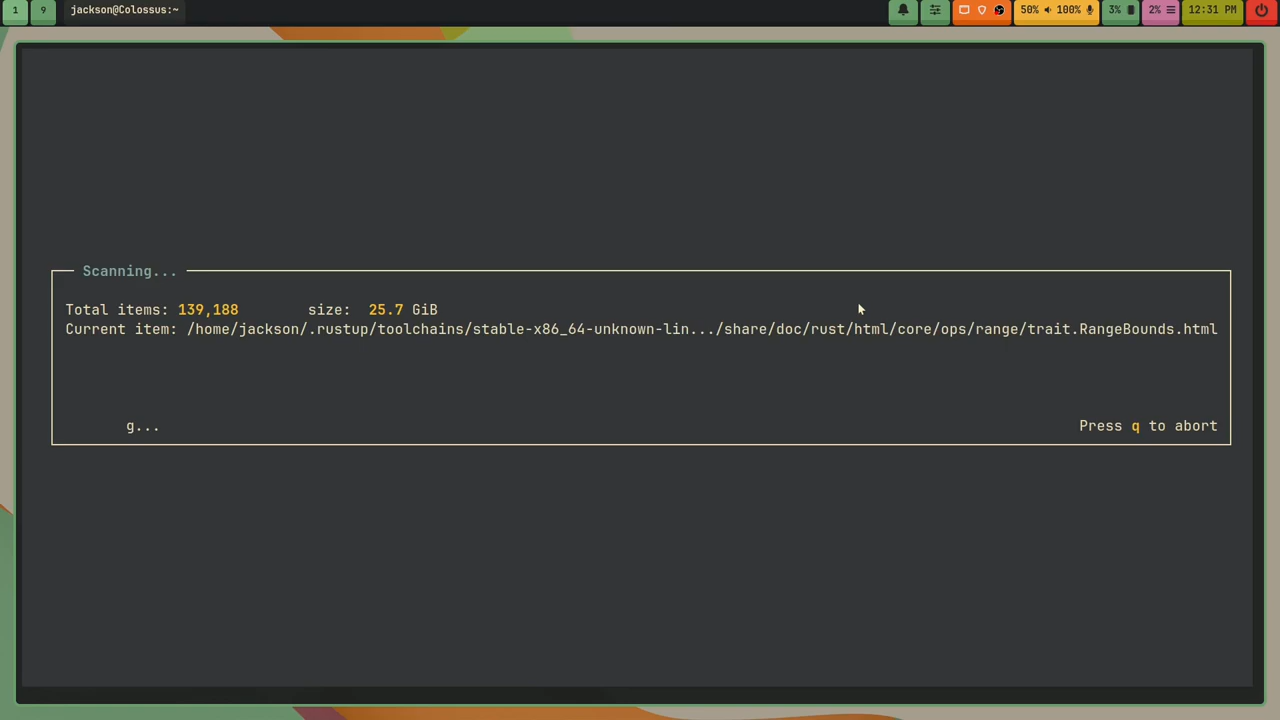 1 9 jackson@Colossus:~ 50% 100% 3% 2% 12:31 PM
Scanning...
Total items: 139,188 size: 25.7 GiB
Current item: /home/jackson/.rustup/toolchains/stable-x86_64-unknown-lin.../share/doc/rust/html/core/ops/range/trait.RangeBounds.html
g... Press q to abort